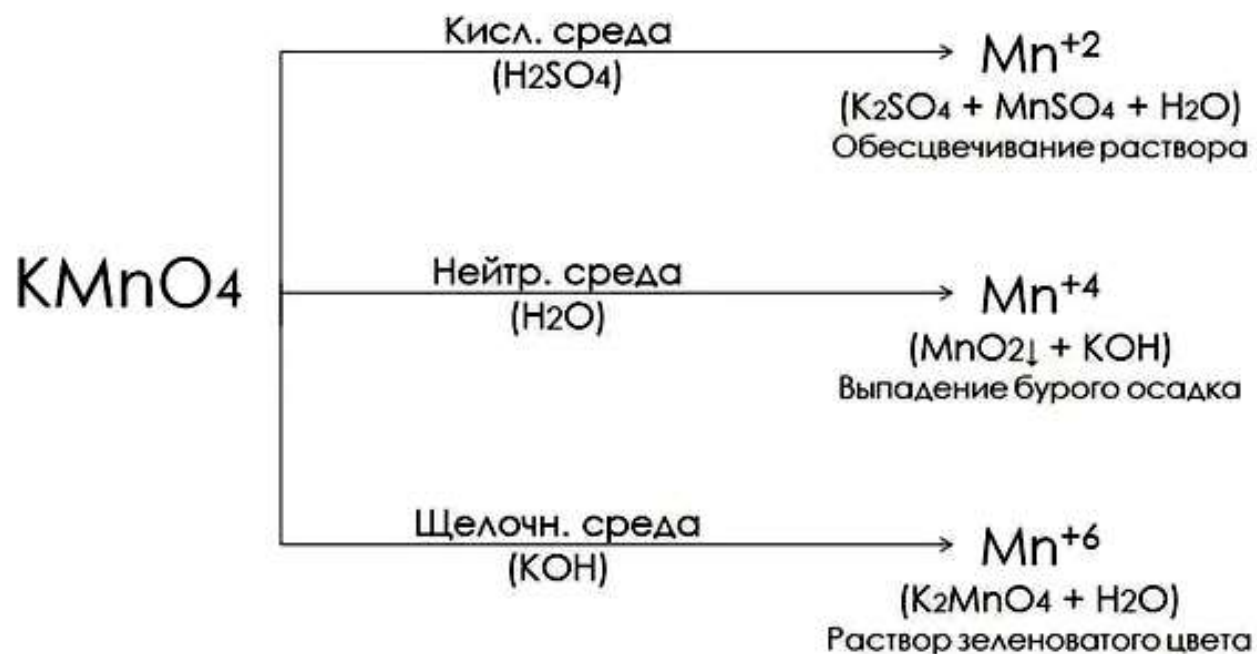 Кисл. среда
(H2SO4)
Mn+2
(K2SO4 + MnSO4 + H2O)
Обесцвечивание раствора
KMnO4
Нейтр. среда
(H2O)
Mn+4
(MnO2↓ + KOH)
Выпадение бурого осадка
Щелочн. среда
(KOH)
Mn+6
(K2MnO4 + H2O)
Раствор зеленоватого цвета